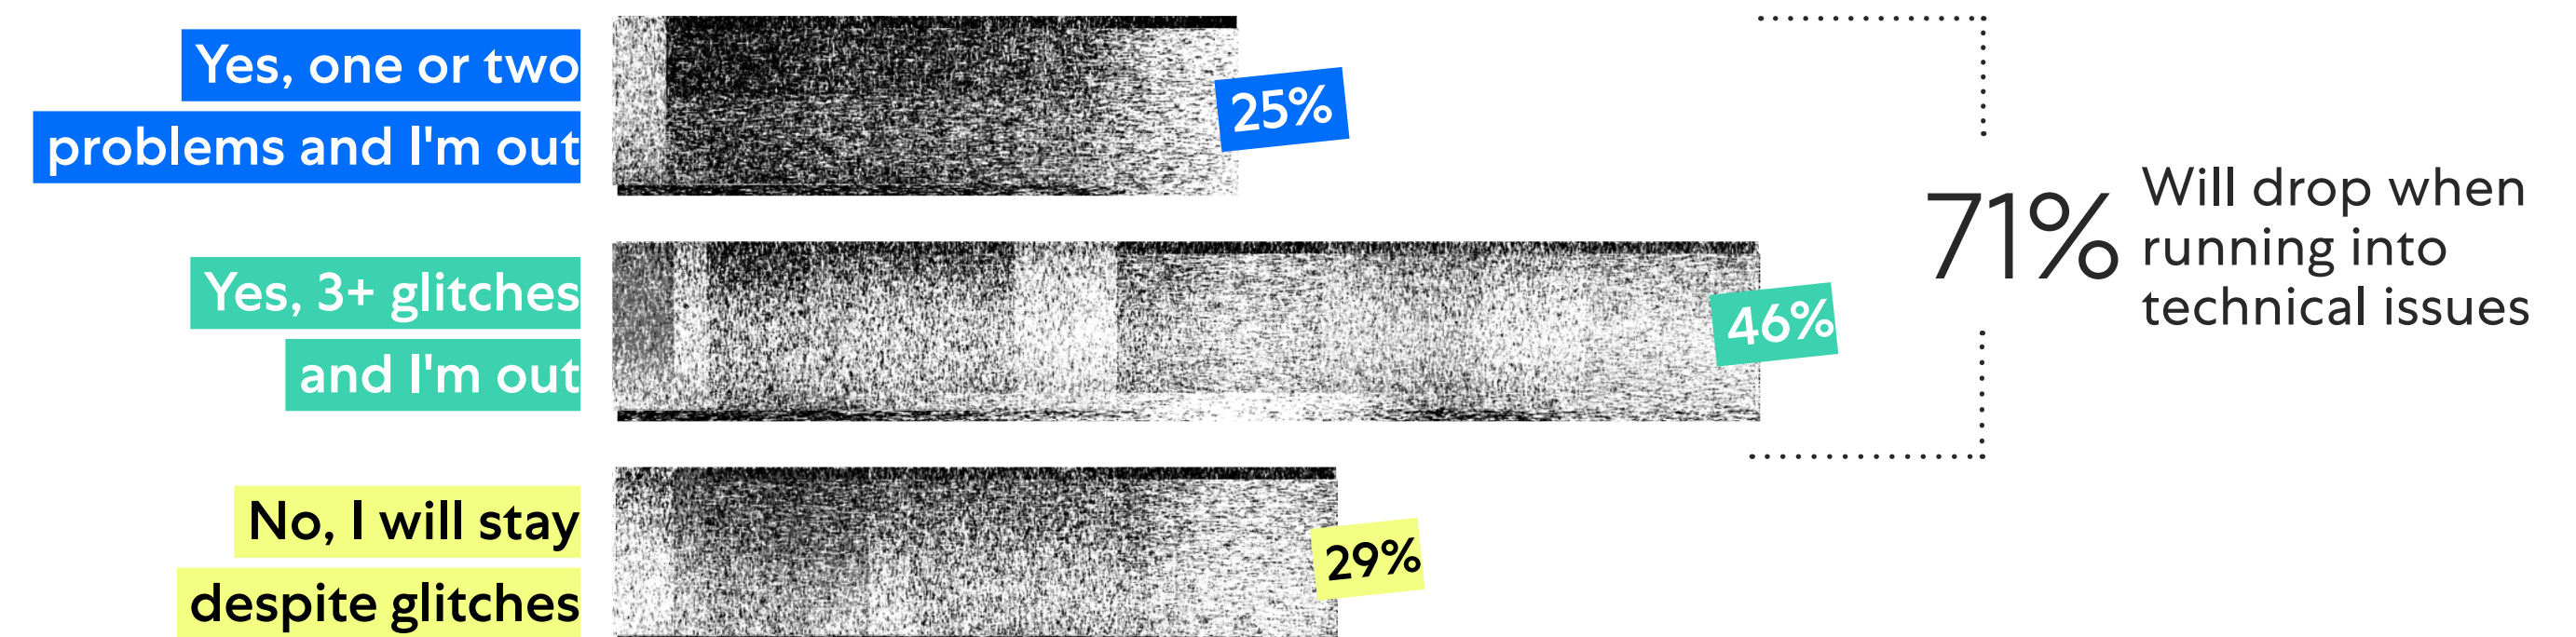 Yes, one or two
problems and I'm out
25%
Yes, 3+ glitches
and I'm out
46%
No, I will stay
despite glitches
29%
71%
Will drop when
running into
technical issues